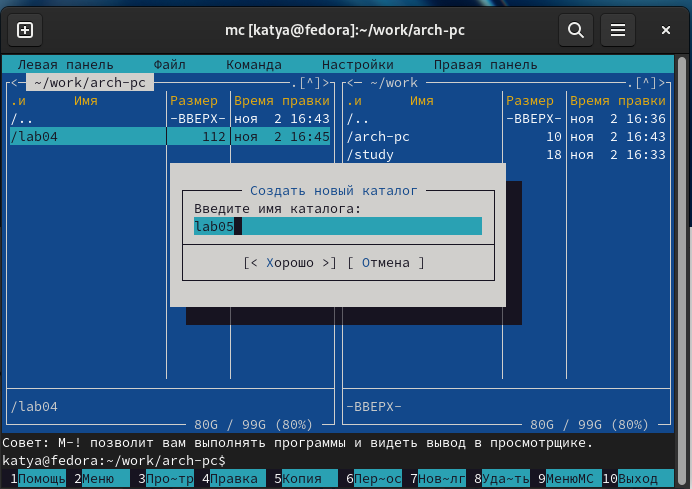 mc [katya@fedora]:~/work/arch-pc
Левая панель Файл Команда Настройки Правая панель
<— ~/work/arch-pc .[^]> <— ~/work .[^]>
.и Имя Размер Время правки .и Имя Размер Время правки
/.. -ВВЕРХ- ноя 2 16:43 /.. -ВВЕРХ- ноя 2 16:36
/lab04 112 ноя 2 16:45 /arch-pc 10 ноя 2 16:43
/study 18 ноя 2 16:33
Создать новый каталог
Введите имя каталога:
lab05
[< Хорошо >] [ Отмена ]
/lab04 -ВВЕРХ-
80G / 99G (80%) 80G / 99G (80%)
Совет: M-! позволит вам выполнять программы и видеть вывод в просмотрщике.
katya@fedora:~/work/arch-pc$
1Помощь 2Меню 3Про~тр 4Правка 5Копия 6Пер~ос 7Нов~лг 8Уда~ть 9МенюМС 10Выход